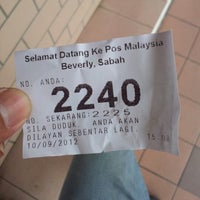 Selamat Datang Ke Pos Malaysia
Beverly, Sabah
NO. ANDA:
2240
NO. SEKARANG:2225
SILA DUDUK. ANDA AKAN
DILAYAN SEBENTAR LAGI.
10/09/2012